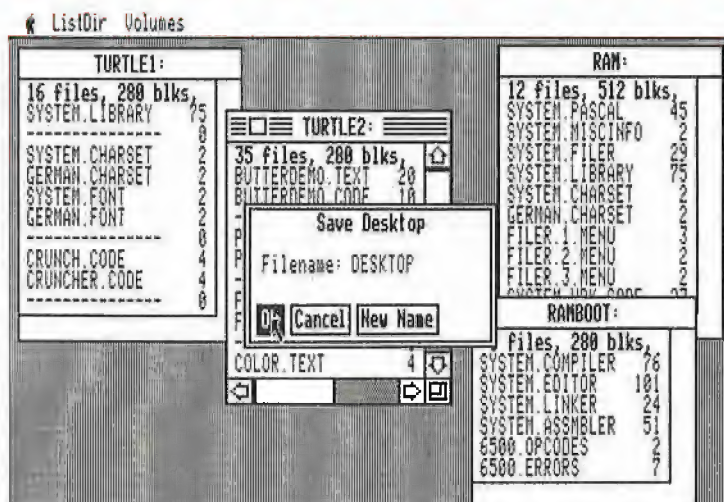 ListDir Volumes
TURTLE1:
16 files, 280 blks,
SYSTEM.LIBRARY 75
---------------- 0
SYSTEM.CHARSET 2
GERMAN.CHARSET 2
SYSTEM.FONT 2
GERMAN.FONT 2
---------------- 0
CRUNCH.CODE 4
CRUNCHER.CODE 4
---------------- 0
TURTLE2:
35 files, 280 blks,
BUTTERDEMO.TEXT 20
BUTTERDEMO.CODE 10
COLOR.TEXT 4
Save Desktop
Filename: DESKTOP
OK Cancel New Name
RAM:
12 files, 512 blks,
SYSTEM.PASCAL 45
SYSTEM.MISCINFO 2
SYSTEM.FILER 29
SYSTEM.LIBRARY 75
SYSTEM.CHARSET 2
GERMAN.CHARSET 2
FILER.1.MENU 3
FILER.2.MENU 2
FILER.3.MENU 2
RAMBOOT:
files, 280 blks,
SYSTEM.COMPILER 76
SYSTEM.EDITOR 101
SYSTEM.LINKER 24
SYSTEM.ASSMBLER 51
6500.OPCODES 2
6500.ERRORS 7